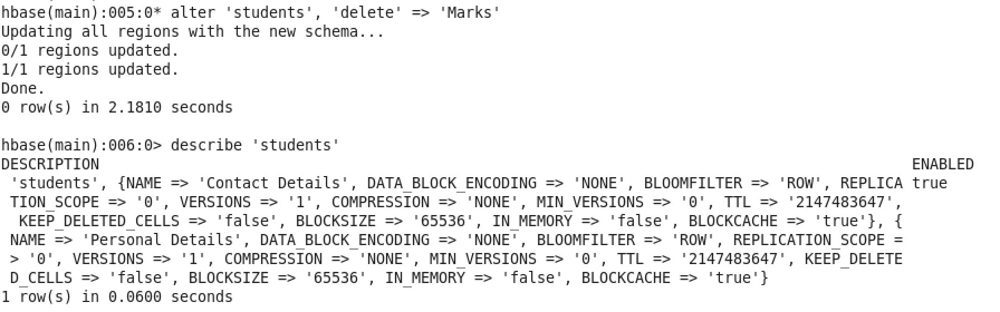 hbase(main):005:0* alter 'students', 'delete' => 'Marks'
Updating all regions with the new schema...
0/1 regions updated.
1/1 regions updated.
Done.
0 row(s) in 2.1810 seconds

hbase(main):006:0> describe 'students'
DESCRIPTION ENABLED
'students', {NAME => 'Contact Details', DATA_BLOCK_ENCODING => 'NONE', BLOOMFILTER => 'ROW', REPLICA true
TION_SCOPE => '0', VERSIONS => '1', COMPRESSION => 'NONE', MIN_VERSIONS => '0', TTL => '2147483647',
KEEP_DELETED_CELLS => 'false', BLOCKSIZE => '65536', IN_MEMORY => 'false', BLOCKCACHE => 'true'}, {
NAME => 'Personal Details', DATA_BLOCK_ENCODING => 'NONE', BLOOMFILTER => 'ROW', REPLICATION_SCOPE =
> '0', VERSIONS => '1', COMPRESSION => 'NONE', MIN_VERSIONS => '0', TTL => '2147483647', KEEP_DELETE
D_CELLS => 'false', BLOCKSIZE => '65536', IN_MEMORY => 'false', BLOCKCACHE => 'true'}
1 row(s) in 0.0600 seconds